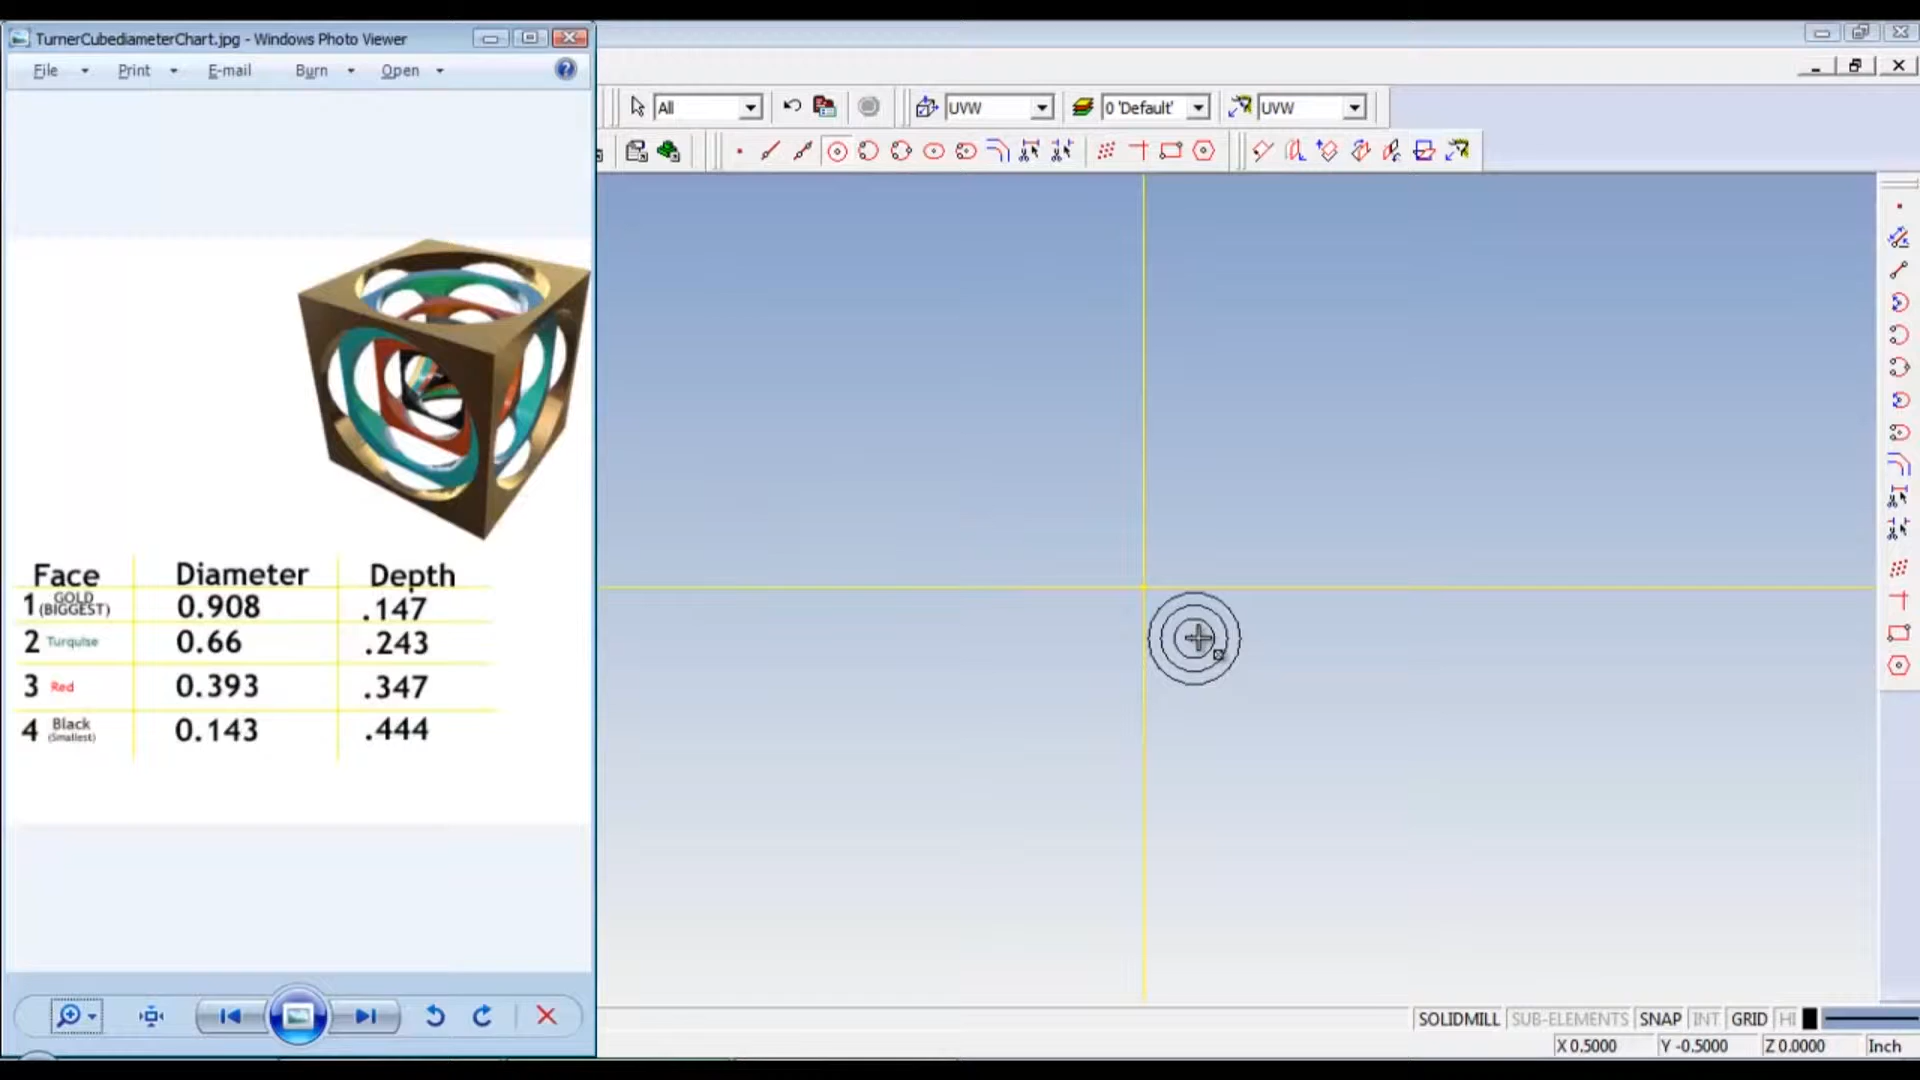 TurnerCubediameterChart.jpg - Windows Photo Viewer
File Print E-mail Burn Open
All UVW 0 'Default' UVW
Face Diameter Depth
1 GOLD (BIGGEST) 0.908 .147
2 Turquise 0.66 .243
3 Red 0.393 .347
4 Black (Smallest) 0.143 .444
SOLIDMILL SUB-ELEMENTS SNAP INT GRID HI
X 0.5000 Y -0.5000 Z 0.0000 Inch